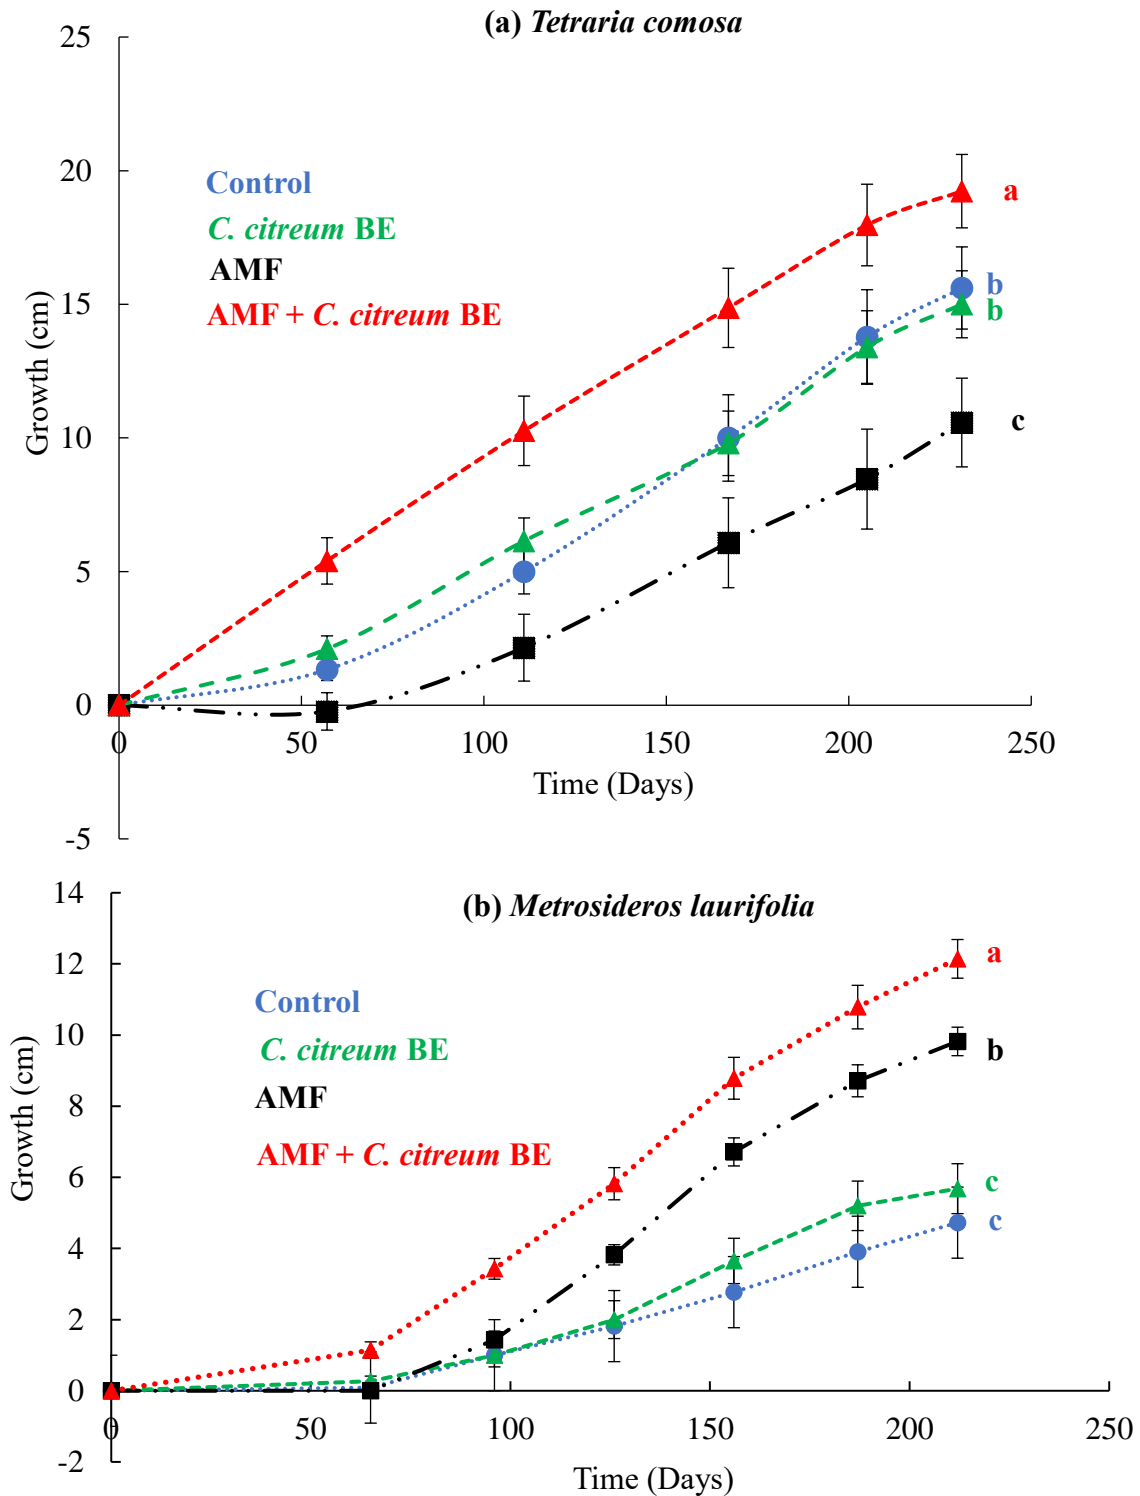 (a) Tetraria comosa
25
20
15
10
5
0
-5
Growth (cm)
Control
C. citreum BE
AMF
AMF + C. citreum BE
a
b
b
c
0 50 100 150 200 250
Time (Days)
(b) Metrosideros laurifolia
14
12
10
8
6
4
2
0
-2
Growth (cm)
Control
C. citreum BE
AMF
AMF + C. citreum BE
a
b
c
c
0 50 100 150 200 250
Time (Days)